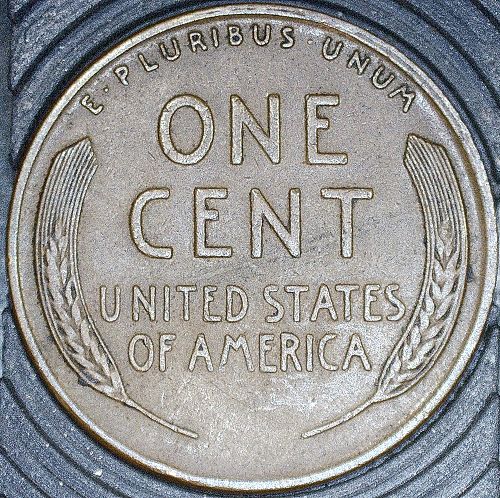 E·PLURIBUS·UNUM
ONE
CENT
UNITED STATES
OF AMERICA